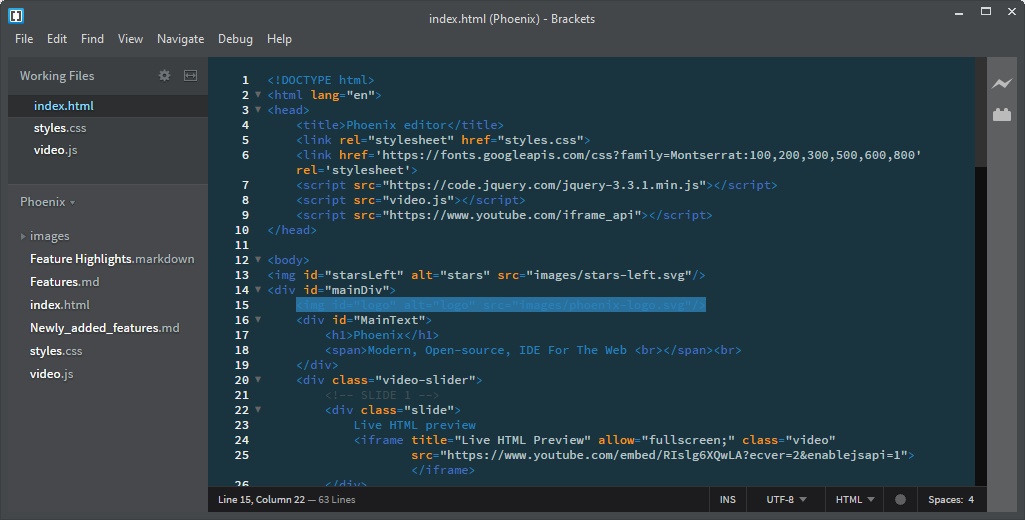 index.html (Phoenix) - Brackets
File Edit Find View Navigate Debug Help
Working Files
index.html
styles.css
video.js
Phoenix
images
Feature Highlights.markdown
Features.md
index.html
Newly_added_features.md
styles.css
video.js
1 <!DOCTYPE html>
2 <html lang="en">
3 <head>
4 <title>Phoenix editor</title>
5 <link rel="stylesheet" href="styles.css">
6 <link href='https://fonts.googleapis.com/css?family=Montserrat:100,200,300,500,600,800'
rel='stylesheet'>
7 <script src="https://code.jquery.com/jquery-3.3.1.min.js"></script>
8 <script src="video.js"></script>
9 <script src="https://www.youtube.com/iframe_api"></script>
10 </head>
11
12 <body>
13 <img id="starsLeft" alt="stars" src="images/stars-left.svg"/>
14 <div id="mainDiv">
15 <img id="logo" alt="logo" src="images/phoenix-logo.svg"/>
16 <div id="MainText">
17 <h1>Phoenix</h1>
18 <span>Modern, Open-source, IDE For The Web <br></span><br>
19 </div>
20 <div class="video-slider">
21 <!-- SLIDE 1 -->
22 <div class="slide">
23 Live HTML preview
24 <iframe title="Live HTML Preview" allow="fullscreen;" class="video"
25 src="https://www.youtube.com/embed/RIslg6XQwLA?ecver=2&enablejsapi=1">
</iframe>
26 </div>
Line 15, Column 22 — 63 Lines INS UTF-8 HTML Spaces: 4